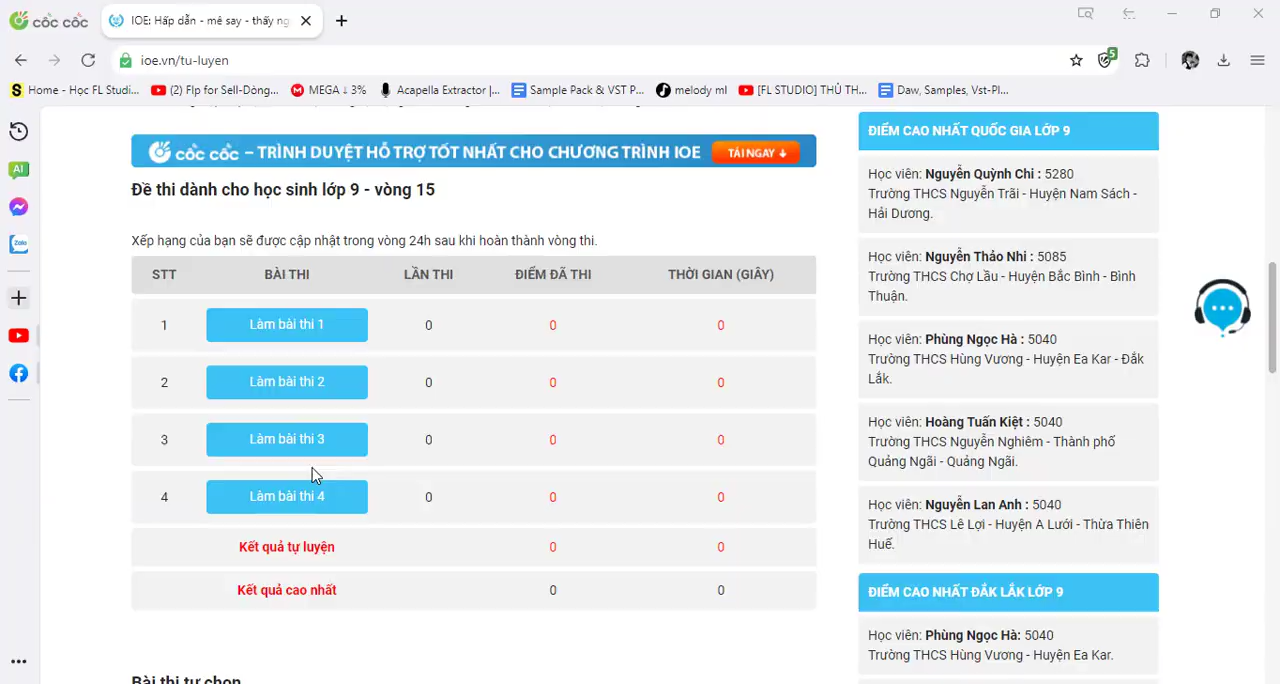 cốc cốc
IOE: Hấp dẫn - mê say - thấy ng
ioe.vn/tu-luyen
5
Home - Học FL Studi...
(2) Flp for Sell-Dòng...
MEGA ⇂ 3%
Acapella Extractor |...
Sample Pack & VST P...
melody ml
[FL STUDIO] THỦ TH...
Daw, Samples, Vst-Pl...
AI
Zalo
cốc cốc – TRÌNH DUYỆT HỖ TRỢ TỐT NHẤT CHO CHƯƠNG TRÌNH IOE TẢI NGAY
Đề thi dành cho học sinh lớp 9 - vòng 15
Xếp hạng của bạn sẽ được cập nhật trong vòng 24h sau khi hoàn thành vòng thi.
STT BÀI THI LẦN THI ĐIỂM ĐÃ THI THỜI GIAN (GIÂY)
1 Làm bài thi 1 0 0 0
2 Làm bài thi 2 0 0 0
3 Làm bài thi 3 0 0 0
4 Làm bài thi 4 0 0 0
Kết quả tự luyện 0 0
Kết quả cao nhất 0 0
Bài thi tự chọn
ĐIỂM CAO NHẤT QUỐC GIA LỚP 9
Học viên: Nguyễn Quỳnh Chi : 5280
Trường THCS Nguyễn Trãi - Huyện Nam Sách -
Hải Dương.
Học viên: Nguyễn Thảo Nhi : 5085
Trường THCS Chợ Lầu - Huyện Bắc Bình - Bình
Thuận.
Học viên: Phùng Ngọc Hà : 5040
Trường THCS Hùng Vương - Huyện Ea Kar - Đắk
Lắk.
Học viên: Hoàng Tuấn Kiệt : 5040
Trường THCS Nguyễn Nghiêm - Thành phố
Quảng Ngãi - Quảng Ngãi.
Học viên: Nguyễn Lan Anh : 5040
Trường THCS Lê Lợi - Huyện A Lưới - Thừa Thiên
Huế.
ĐIỂM CAO NHẤT ĐẮK LẮK LỚP 9
Học viên: Phùng Ngọc Hà: 5040
Trường THCS Hùng Vương - Huyện Ea Kar.